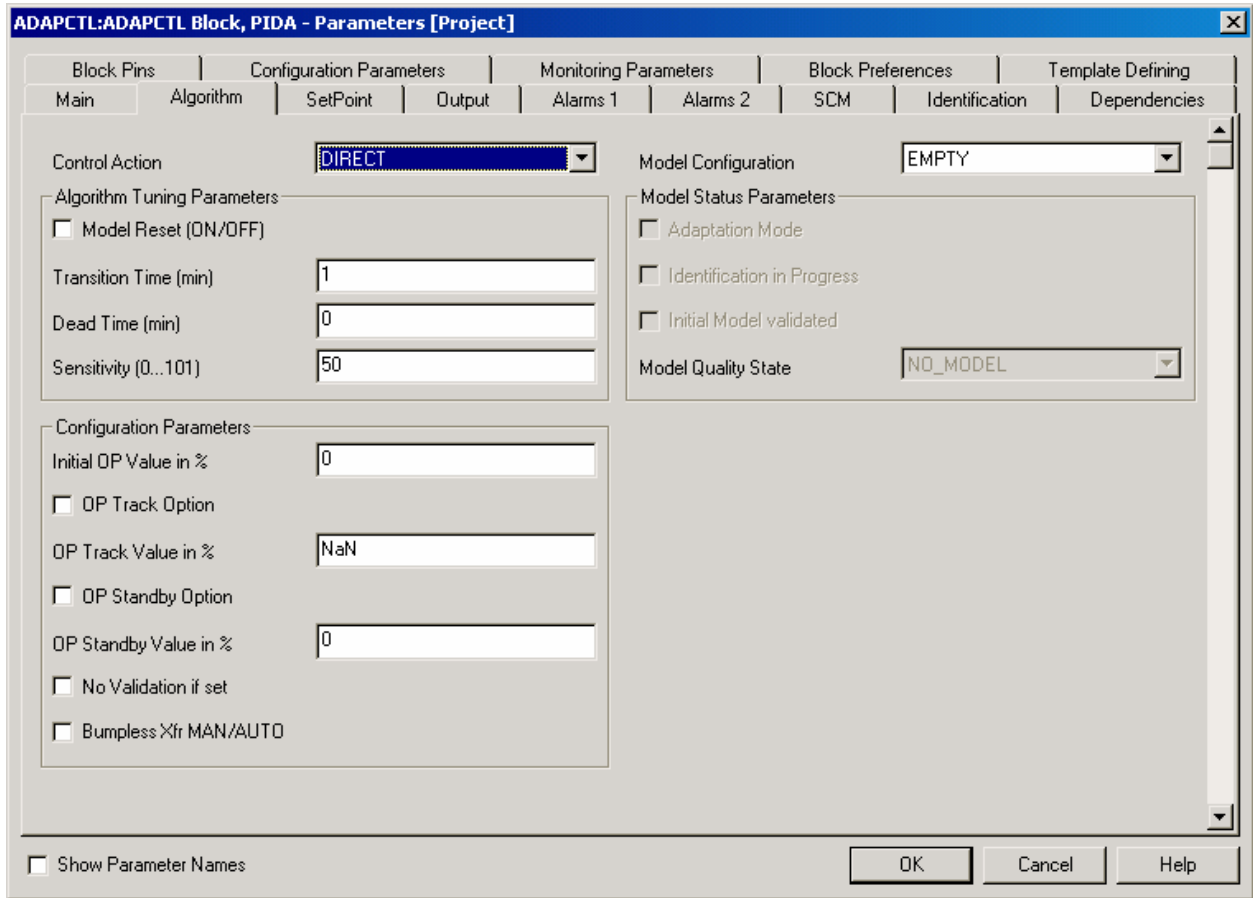 ADAPCTL:ADAPCTL Block, PIDA - Parameters [Project]
Block Pins Configuration Parameters Monitoring Parameters Block Preferences Template Defining
Main Algorithm SetPoint Output Alarms 1 Alarms 2 SCM Identification Dependencies
Control Action DIRECT Model Configuration EMPTY
Algorithm Tuning Parameters Model Status Parameters
Model Reset (ON/OFF) Adaptation Mode
Transition Time (min) 1 Identification in Progress
Dead Time (min) 0 Initial Model validated
Sensitivity (0...101) 50 Model Quality State NO_MODEL
Configuration Parameters
Initial OP Value in % 0
OP Track Option
OP Track Value in % NaN
OP Standby Option
OP Standby Value in % 0
No Validation if set
Bumpless Xfr MAN/AUTO
Show Parameter Names OK Cancel Help